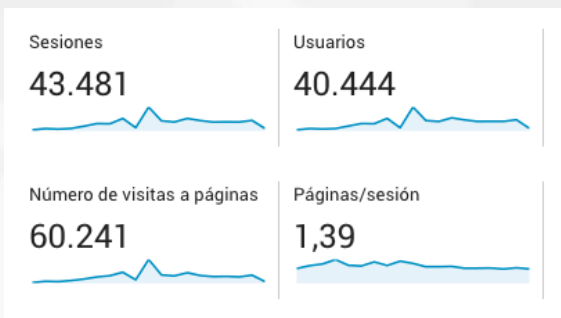 Sesiones
43.481
Usuarios
40.444
Número de visitas a páginas
60.241
Páginas/sesión
1,39